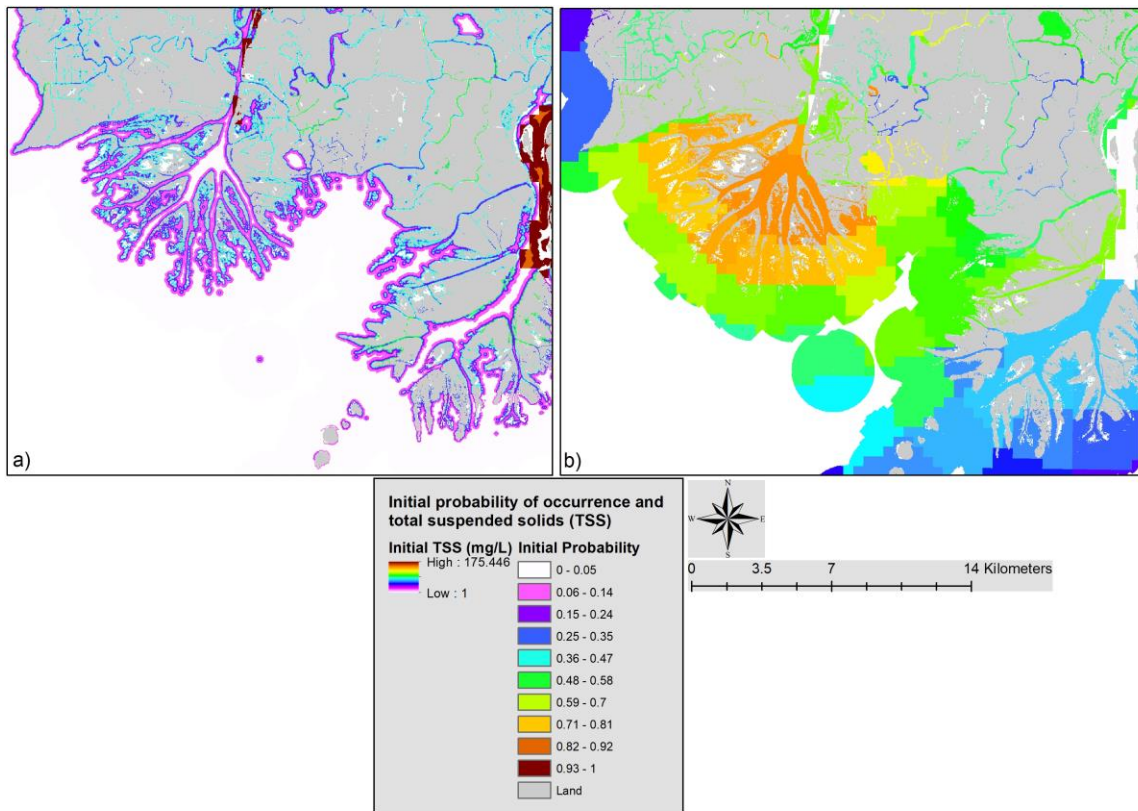 a)
b)
Initial probability of occurrence and
total suspended solids (TSS)
Initial TSS (mg/L) Initial Probability
High : 175.446
Low : 1
0 - 0.05
0.06 - 0.14
0.15 - 0.24
0.25 - 0.35
0.36 - 0.47
0.48 - 0.58
0.59 - 0.7
0.71 - 0.81
0.82 - 0.92
0.93 - 1
Land
N
W E
S
0 3.5 7 14 Kilometers